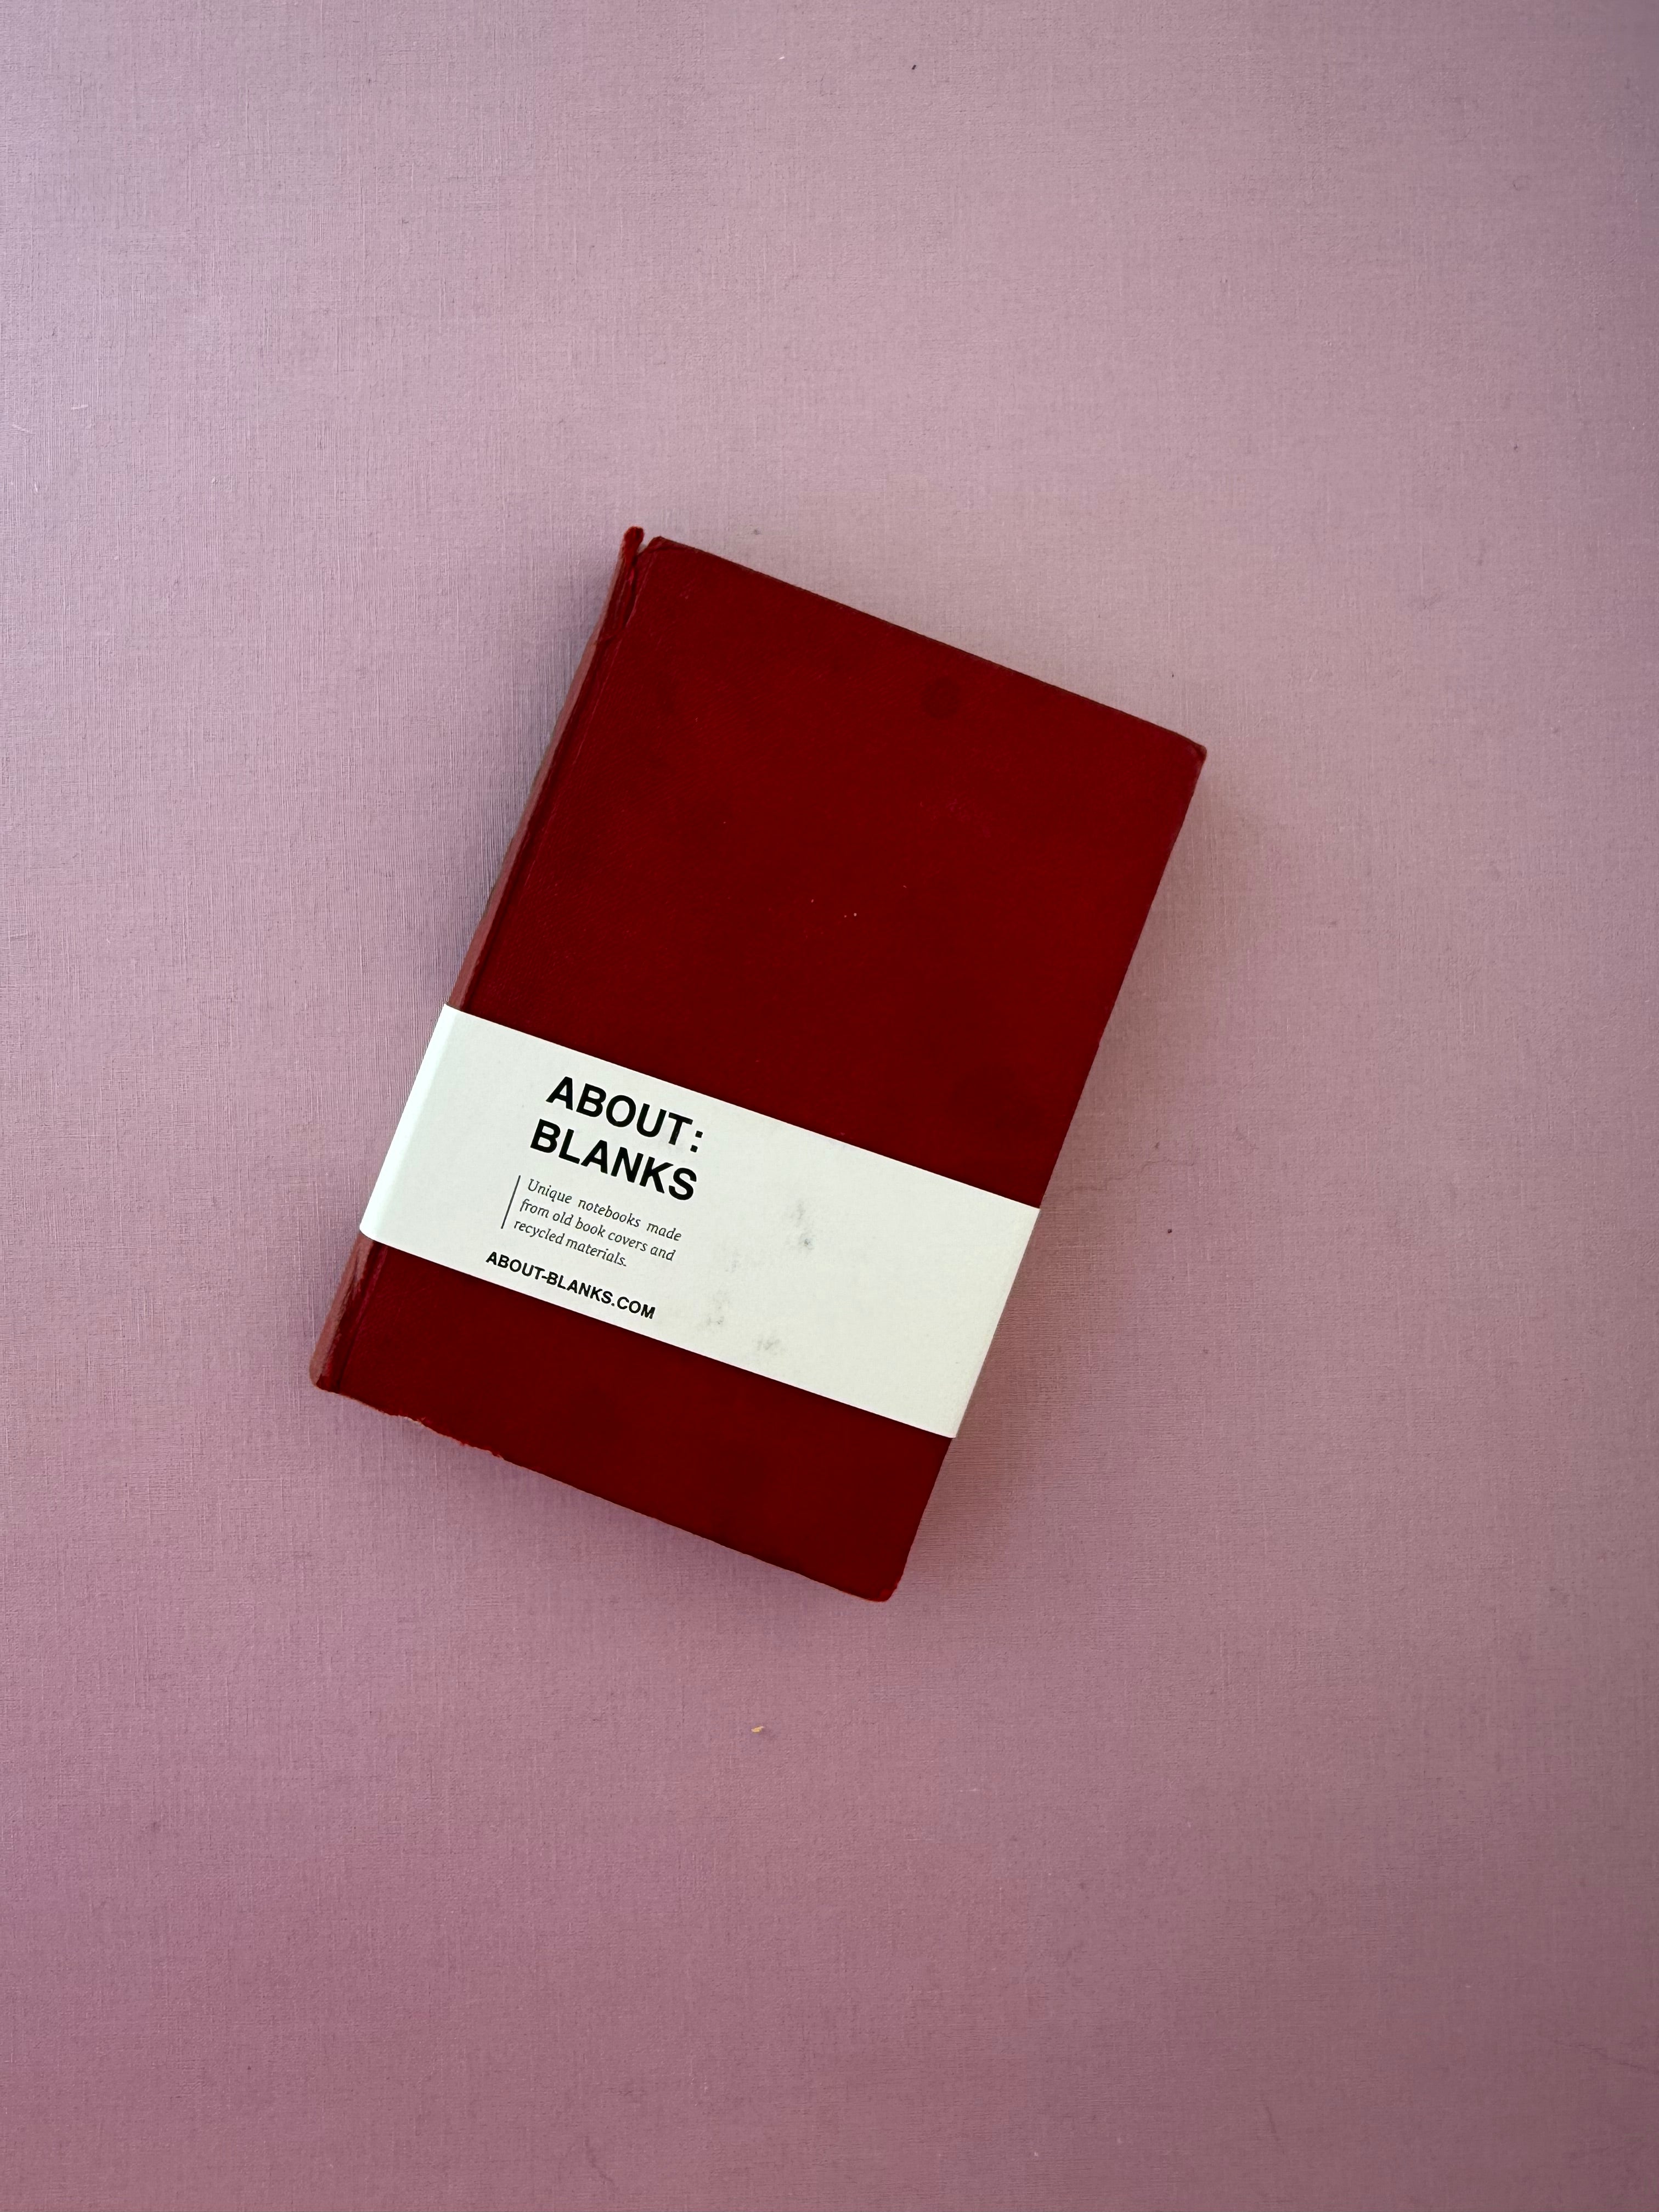 ABOUT:
BLANKS
Unique notebooks made
from old book covers and
recycled materials.
ABOUT-BLANKS.COM